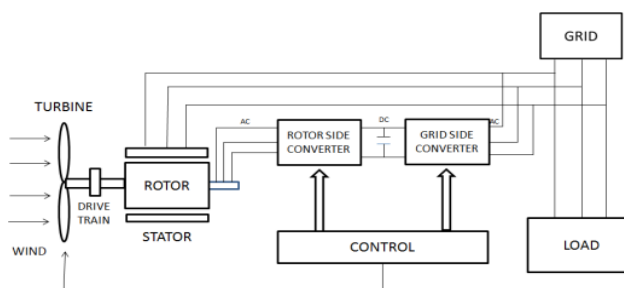 GRID
TURBINE
AC
DC
AC
ROTOR SIDE
CONVERTER
GRID SIDE
CONVERTER
ROTOR
DRIVE
TRAIN
STATOR
WIND
CONTROL
LOAD